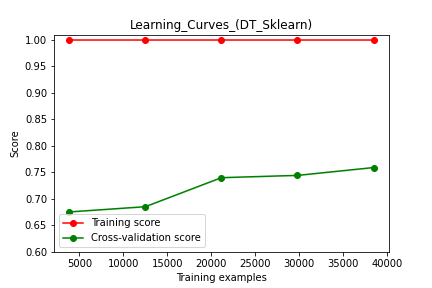 Learning_Curves_(DT_Sklearn)
1.00
0.95
0.90
0.85
0.80
0.75
0.70
0.65
0.60
Score
Training score
Cross-validation score
5000 10000 15000 20000 25000 30000 35000 40000
Training examples